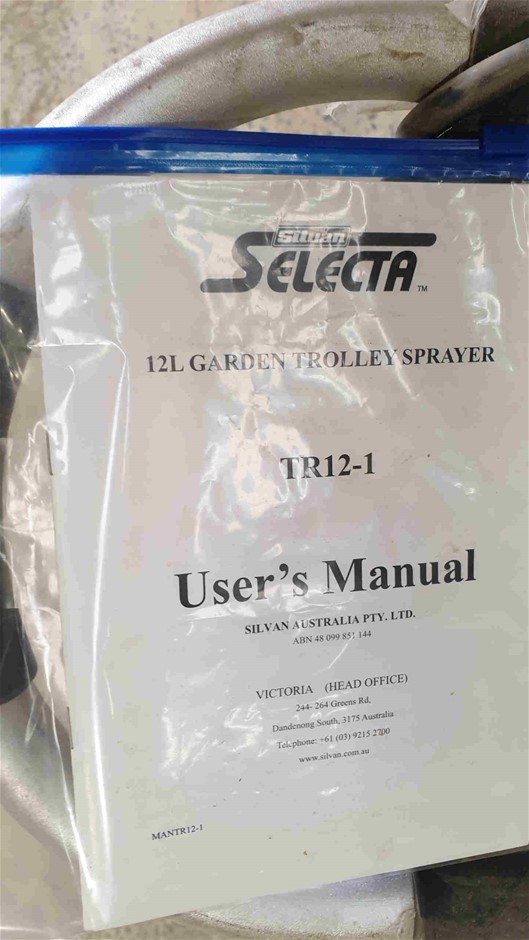 Silvan
SELECTA™
12L GARDEN TROLLEY SPRAYER
TR12-1
User's Manual
SILVAN AUSTRALIA PTY. LTD.
ABN 48 099 851 144
VICTORIA (HEAD OFFICE)
244- 264 Greens Rd,
Dandenong South, 3175 Australia
Telephone: +61 (03) 9215 2700
www.silvan.com.au
MANTR12-1